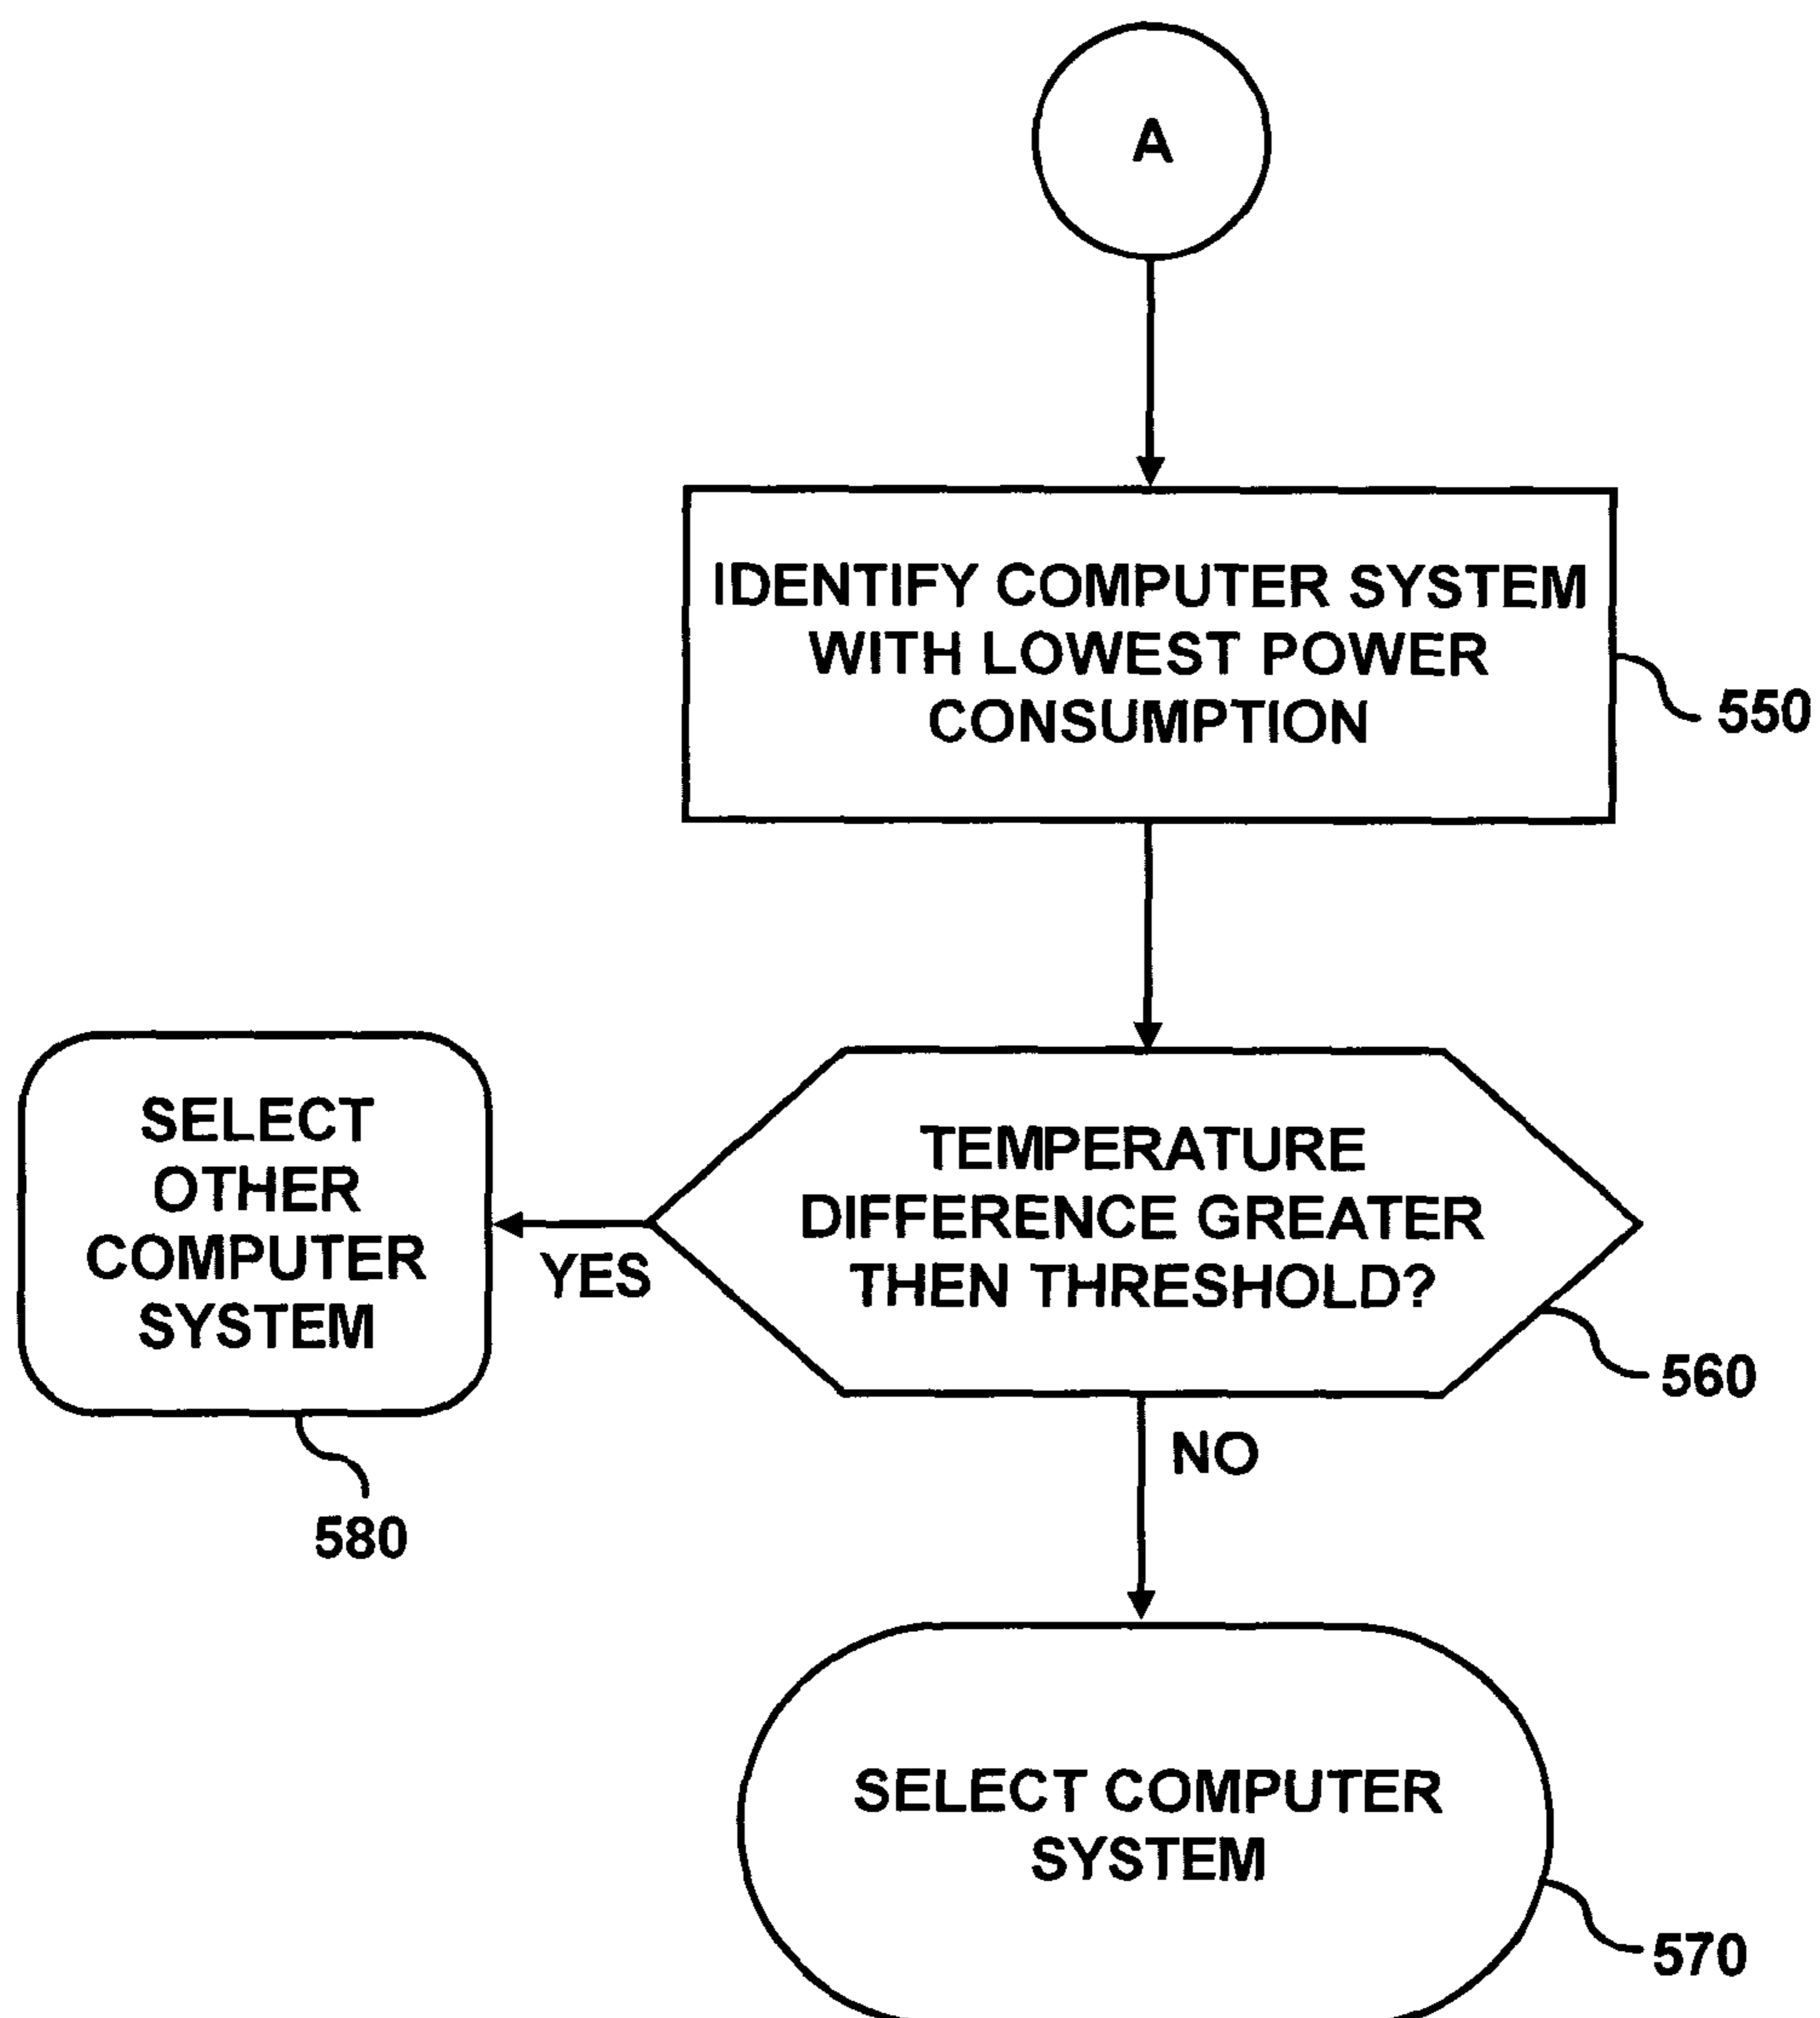 A
IDENTIFY COMPUTER SYSTEM
WITH LOWEST POWER
CONSUMPTION
550
SELECT
OTHER
COMPUTER
SYSTEM
580
YES
TEMPERATURE
DIFFERENCE GREATER
THEN THRESHOLD?
560
NO
SELECT COMPUTER
SYSTEM
570